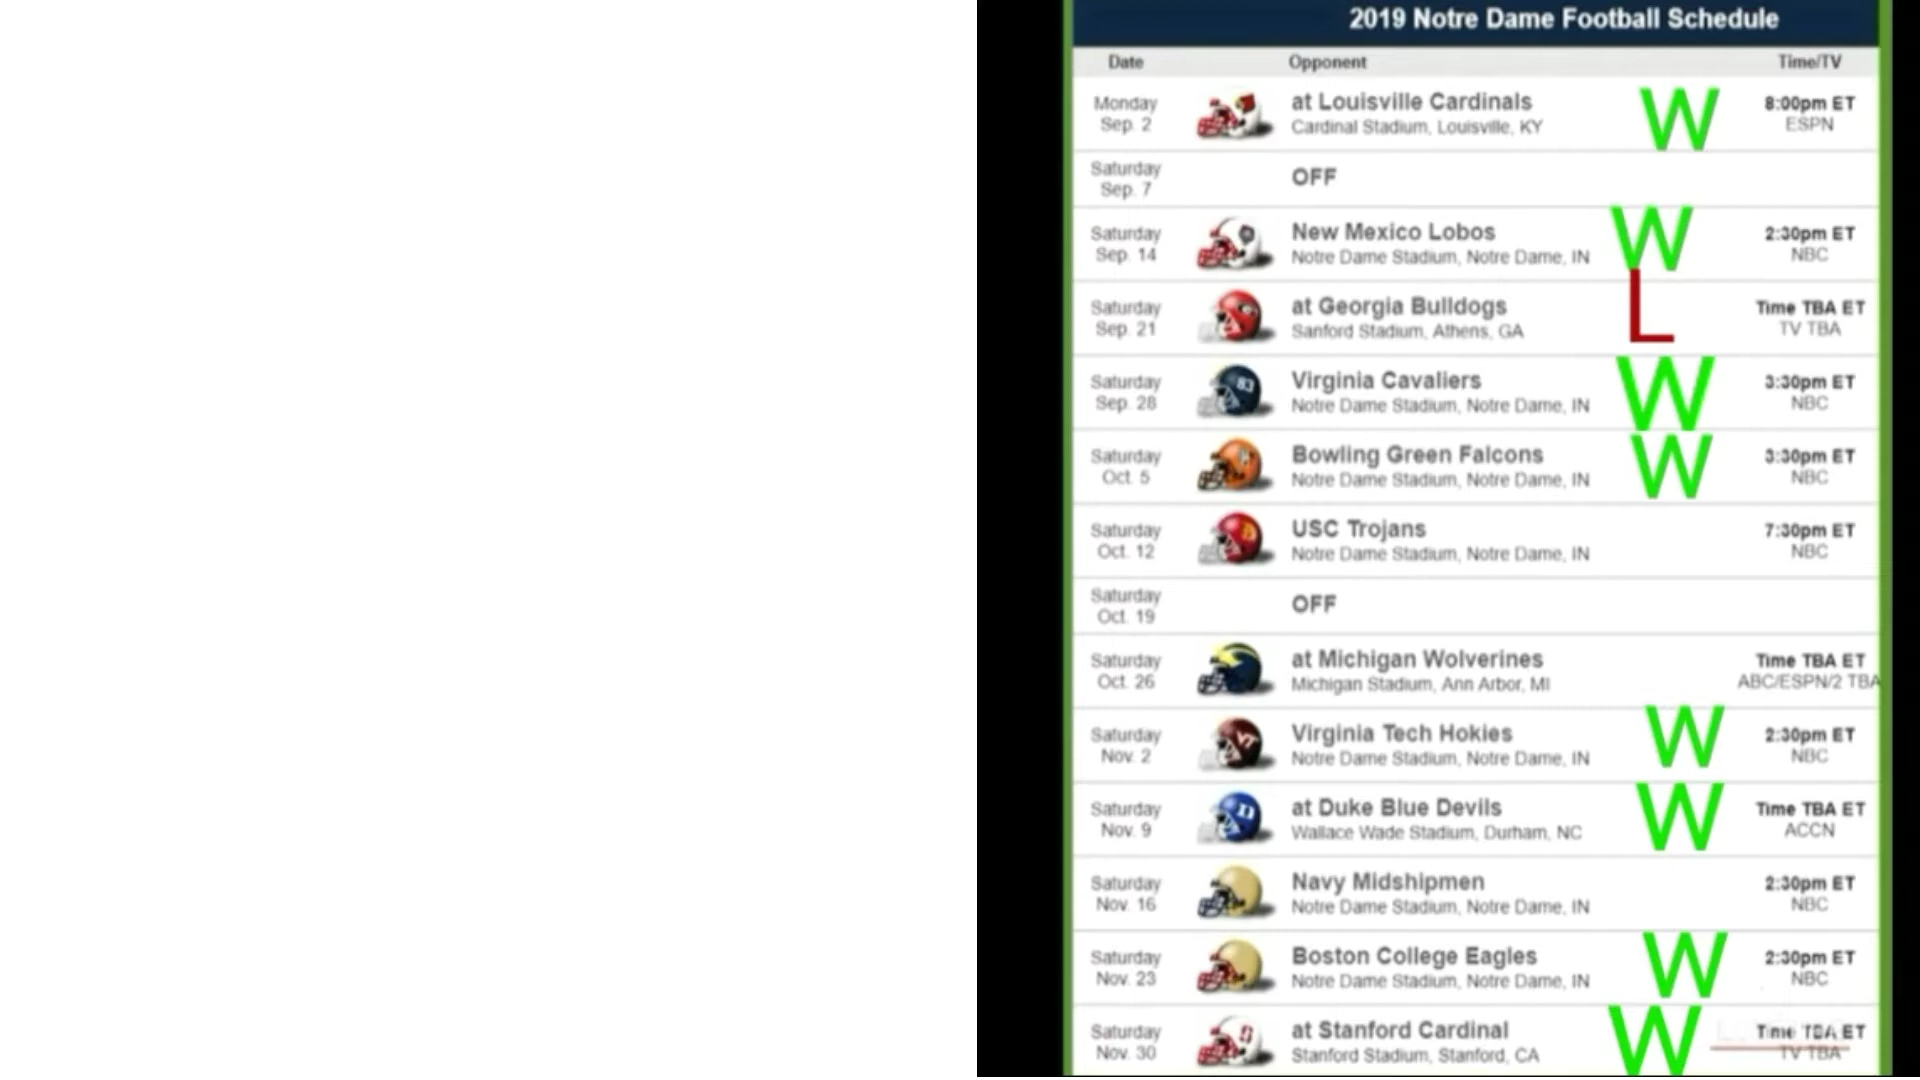 2019 Notre Dame Football Schedule
Date Opponent Time/TV
Monday
Sep. 2
at Louisville Cardinals
Cardinal Stadium, Louisville, KY
W
8:00pm ET
ESPN
Saturday
Sep. 7
OFF
Saturday
Sep. 14
New Mexico Lobos
Notre Dame Stadium, Notre Dame, IN
W
2:30pm ET
NBC
Saturday
Sep. 21
at Georgia Bulldogs
Sanford Stadium, Athens, GA
L
Time TBA ET
TV TBA
Saturday
Sep. 28
83
Virginia Cavaliers
Notre Dame Stadium, Notre Dame, IN
W
3:30pm ET
NBC
Saturday
Oct. 5
Bowling Green Falcons
Notre Dame Stadium, Notre Dame, IN
W
3:30pm ET
NBC
Saturday
Oct. 12
USC Trojans
Notre Dame Stadium, Notre Dame, IN
7:30pm ET
NBC
Saturday
Oct. 19
OFF
Saturday
Oct. 26
at Michigan Wolverines
Michigan Stadium, Ann Arbor, MI
Time TBA ET
ABC/ESPN/2 TBA
Saturday
Nov. 2
VT
Virginia Tech Hokies
Notre Dame Stadium, Notre Dame, IN
W
2:30pm ET
NBC
Saturday
Nov. 9
D
at Duke Blue Devils
Wallace Wade Stadium, Durham, NC
W
Time TBA ET
ACCN
Saturday
Nov. 16
Navy Midshipmen
Notre Dame Stadium, Notre Dame, IN
2:30pm ET
NBC
Saturday
Nov. 23
Boston College Eagles
Notre Dame Stadium, Notre Dame, IN
W
2:30pm ET
NBC
Saturday
Nov. 30
S
at Stanford Cardinal
Stanford Stadium, Stanford, CA
W
Time TBA ET
TV TBA